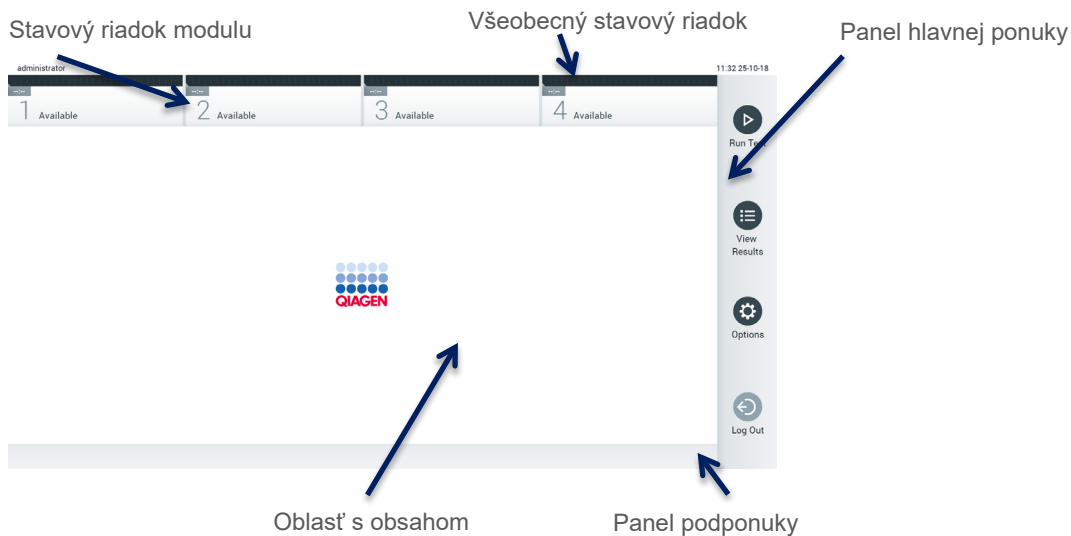 Stavový riadok modulu
Všeobecný stavový riadok
Panel hlavnej ponuky
administrator
11:32 25-10-18
--:--
--:--
--:--
--:--
1 Available
2 Available
3 Available
4 Available
Run Test
View
Results
QIAGEN
Options
Log Out
Oblasť s obsahom
Panel podponuky